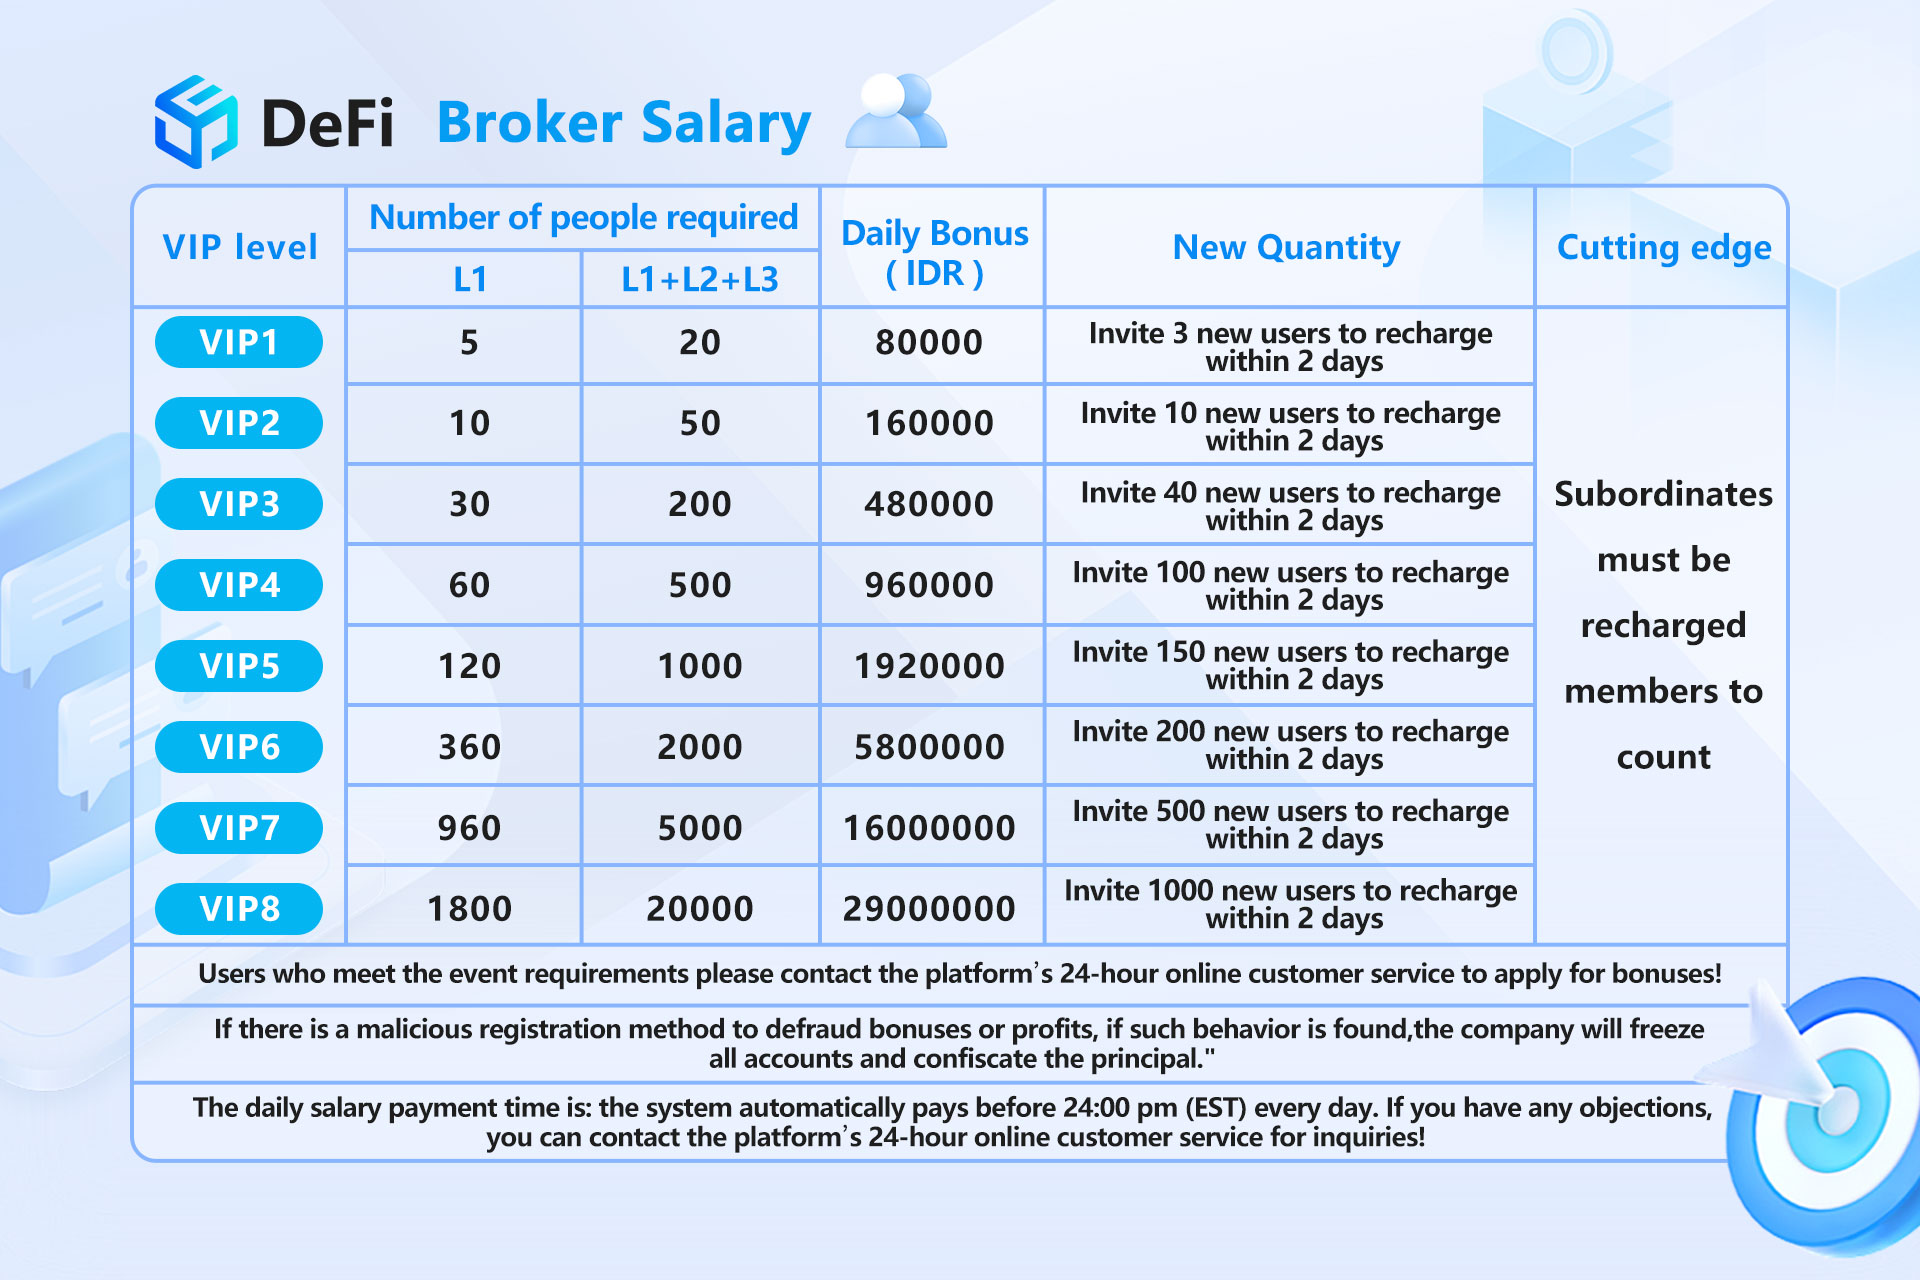 DeFi Broker Salary
VIP level
Number of people required
L1
L1+L2+L3
Daily Bonus
( IDR )
New Quantity
Cutting edge
VIP1
5
20
80000
Invite 3 new users to recharge
within 2 days
VIP2
10
50
160000
Invite 10 new users to recharge
within 2 days
VIP3
30
200
480000
Invite 40 new users to recharge
within 2 days
VIP4
60
500
960000
Invite 100 new users to recharge
within 2 days
VIP5
120
1000
1920000
Invite 150 new users to recharge
within 2 days
VIP6
360
2000
5800000
Invite 200 new users to recharge
within 2 days
VIP7
960
5000
16000000
Invite 500 new users to recharge
within 2 days
VIP8
1800
20000
29000000
Invite 1000 new users to recharge
within 2 days
Subordinates
must be
recharged
members to
count
Users who meet the event requirements please contact the platform's 24-hour online customer service to apply for bonuses!
If there is a malicious registration method to defraud bonuses or profits, if such behavior is found,the company will freeze
all accounts and confiscate the principal."
The daily salary payment time is: the system automatically pays before 24:00 pm (EST) every day. If you have any objections,
you can contact the platform's 24-hour online customer service for inquiries!